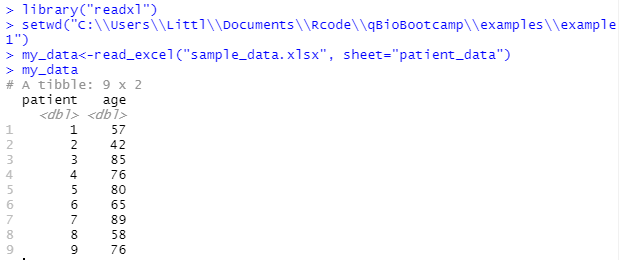 > library("readxl")
> setwd("C:\\Users\\Littl\\Documents\\Rcode\\qBioBootcamp\\examples\\example
1")
> my_data<-read_excel("sample_data.xlsx", sheet="patient_data")
> my_data
# A tibble: 9 x 2
  patient   age
    <dbl> <dbl>
1       1    57
2       2    42
3       3    85
4       4    76
5       5    80
6       6    65
7       7    89
8       8    58
9       9    76